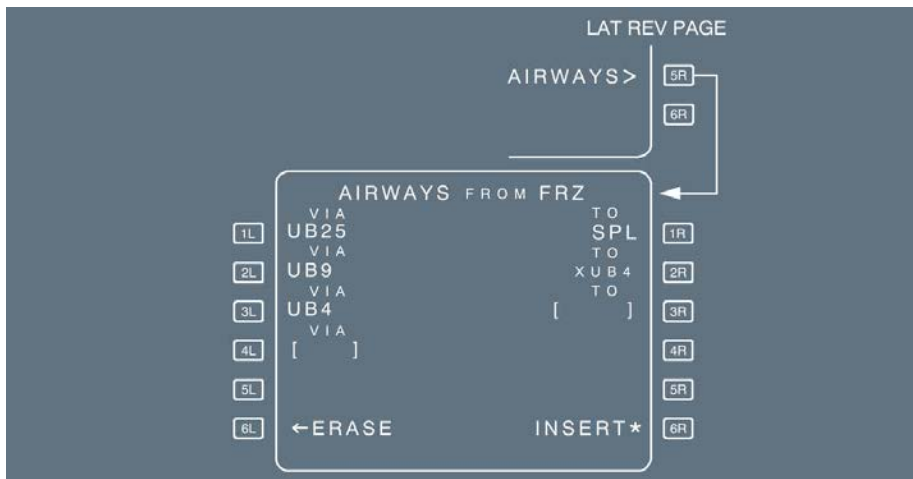 LAT REV PAGE
AIRWAYS> 5R
6R
AIRWAYS FROM FRZ
VIA TO
1L UB25 SPL 1R
VIA TO
2L UB9 XUB4 2R
VIA TO
3L UB4 [ ] 3R
VIA
4L [ ] 4R
5L 5R
6L ←ERASE INSERT* 6R